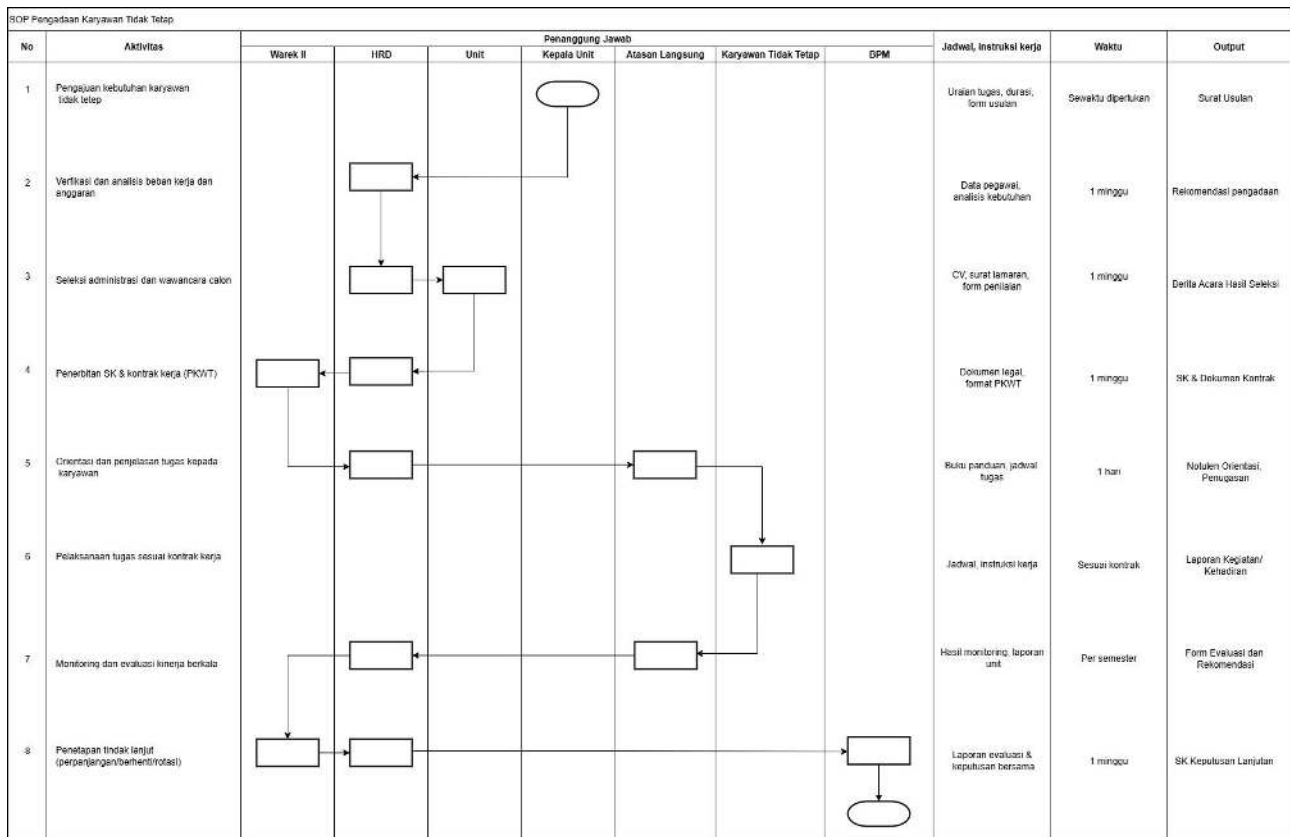 SOP Pengadaan Karyawan Tidak Tetap
No
Aktivitas
Penanggung Jawab
Jadwal, instruksi kerja
Waktu
Output
Warek II
HRD
Unit
Kepala Unit
Atasan Langsung
Karyawan Tidak Tetap
BPM
1
Pengajuan kebutuhan karyawan
tidak tetep
Uraian tugas, durasi,
form usulan
Sewaktu diperlukan
Surat Usulan
2
Verfikasi dan analisis beban kerja dan
anggaran
Data pegawai,
analisis kebutuhan
1 minggu
Rekomendasi pengadaan
3
Seleksi administrasi dan wawancara calon
CV, surat lamaran,
form penilaian
1 minggu
Berita Acara Hasil Seleksi
4
Penerbitan SK & kontrak kerja (PKWT)
Dokumen legal,
format PKWT
1 minggu
SK & Dokumen Kontrak
5
Orientasi dan penjelasan tugas kepada
karyawan
Buku panduan, jadwal
tugas
1 hari
Notulen Orientasi,
Penugasan
6
Pelaksanaan tugas sesuai kontrak kerja
Jadwal, instruksi kerja
Sesuai kontrak
Laporan Kegiatan/
Kehadiran
7
Monitoring dan evaluasi kinerja berkala
Hasil monitoring, laporan
unit
Per semester
Form Evaluasi dan
Rekomendasi
8
Penetapan tindak lanjut
(perpanjangan/berhenti/rotasi)
Laporan evaluasi &
keputusan bersama
1 minggu
SK Keputusan Lanjutan